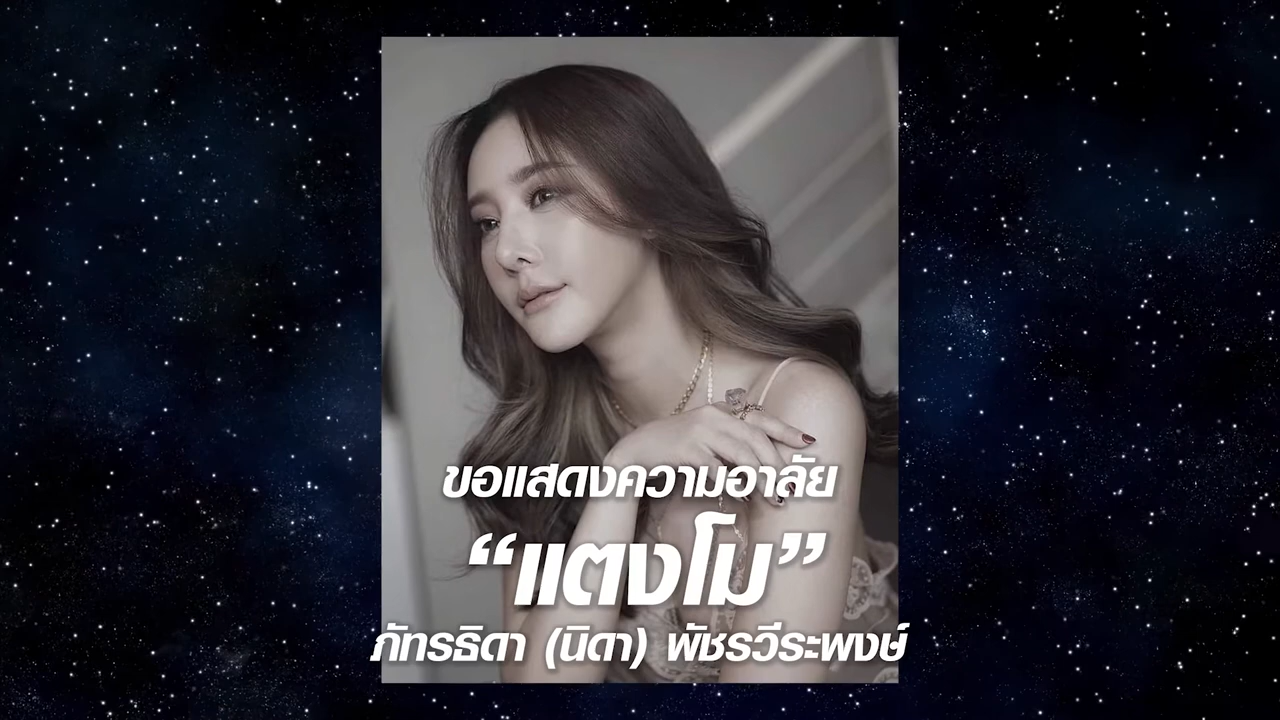 ขอแสดงความอาลัย
“แตงโม”
ภัทรธิดา (นิดา) พัชรวีระพงษ์